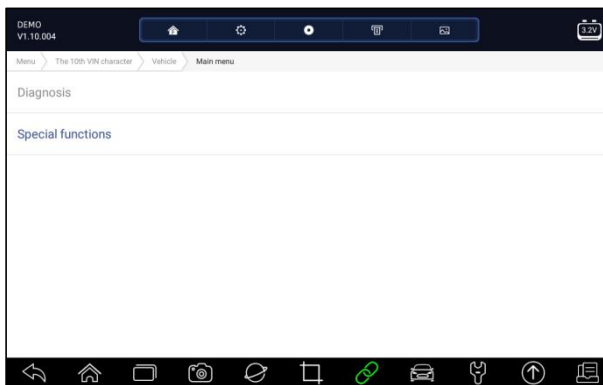 DEMO
V1.10.004
3.2V
Menu The 10th VIN character Vehicle Main menu
Diagnosis
Special functions